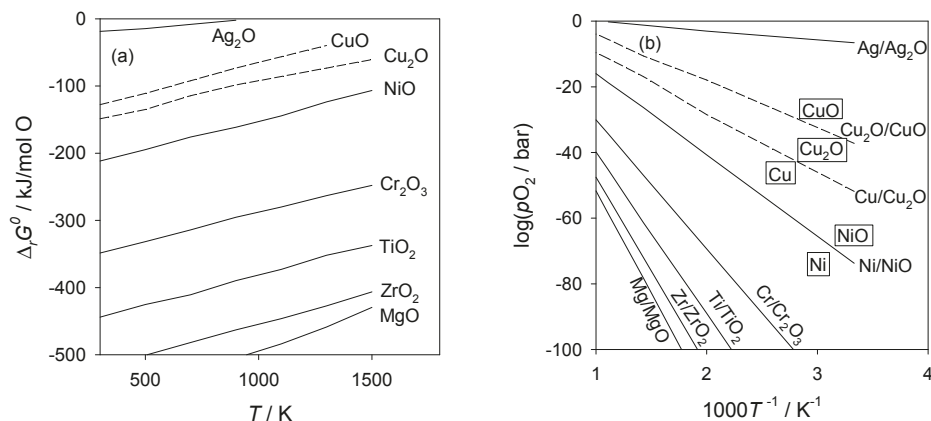 (a)
0
-100
-200
-300
-400
-500
500
1000
1500
Δ_rG⁰ / kJ/mol O
T / K
Ag₂O
CuO
Cu₂O
NiO
Cr₂O₃
TiO₂
ZrO₂
MgO
(b)
0
-20
-40
-60
-80
-100
1
2
3
4
log(pO₂ / bar)
1000T⁻¹ / K⁻¹
Ag/Ag₂O
CuO
Cu₂O/CuO
Cu₂O
Cu
Cu/Cu₂O
NiO
Ni
Ni/NiO
Cr/Cr₂O₃
Ti/TiO₂
Zr/ZrO₂
Mg/MgO